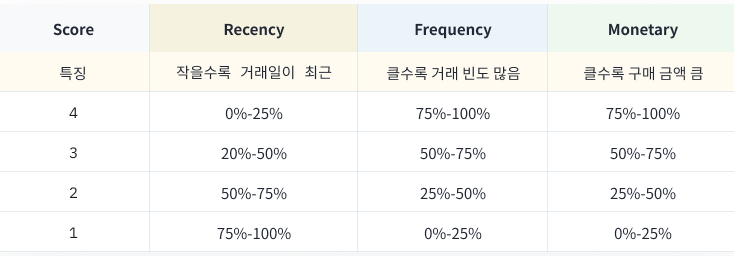 Score Recency Frequency Monetary
특징 작을수록 거래일이 최근 클수록 거래 빈도 많음 클수록 구매 금액 큼
4 0%-25% 75%-100% 75%-100%
3 20%-50% 50%-75% 50%-75%
2 50%-75% 25%-50% 25%-50%
1 75%-100% 0%-25% 0%-25%